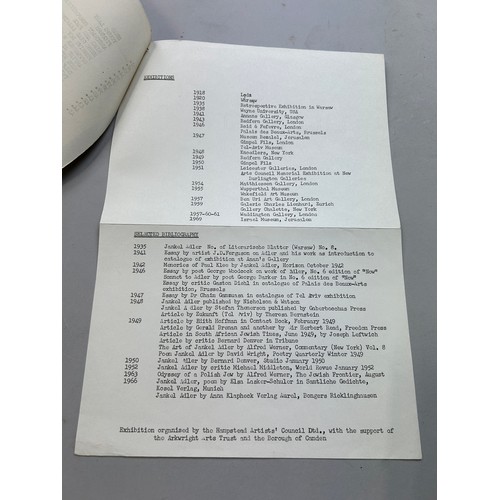 EXHIBITIONS
1918 Lodz
1920 Warsaw
1935 Retrospective Exhibition in Warsaw
1938 Wayne University, USA
1941 Annans Gallery, Glasgow
1943 Redfern Gallery, London
1946 Reid & Lefevre, London
Palais des Beaux-Arts, Brussels
1947 Museum Bezalel, Jerusalem
Gimpel Fils, London
Tel-Aviv Museum
1948 Knoedlers, New York
1949 Redfern Gallery
1950 Gimpel Fils
1951 Leicester Galleries, London
Arts Council Memorial Exhibition at New
Burlington Galleries
1954 Matthiesen Gallery, London
1955 Wuppertal Museum
Wakefield Art Museum
1957 Ben Uri Art Gallery, London
1959 Galerie Charles Lienhard, Zurich
Gallery Chalette, New York
1957-60-61 Waddington Gallery, London
1969 Israel Museum, Jerusalem
SELECTED BIBLIOGRAPHY
1935 Jankel Adler No. of Literarische Blatter (Warsaw) No. 8.
1941 Essay by artist J.D.Ferguson on Adler and his work as introduction to
catalogue of exhibition at Anan's Gallery
1942 Memories of Paul Klee by Jankel Adler, Horizon October 1942
1946 Essay by poet George Woodcock on work of Adler, No. 6 edition of "Now"
Sonnet to Adler by poet George Barker in No. 6 edition of "Now"
Essay by critic Gaston Diehl in catalogue of Palais des Beaux-Arts
exhibition, Brussels
1947 Essay by Dr Chaim Gamzu in catalogue of Tel Aviv exhibition
1948 Jankel Adler published by Nicholson & Watson
Jankel Adler by Stefan Themerson published by Gaberbocchus Press
Article by Zukunft (Tel Aviv) by Theresa Bernstein
1949 Article by Edith Hoffman in Contact Book, February 1949
Article by Gerald Brenan and another by Sir Herbert Read, Freedom Press
Article in South African Jewish Times, June 1949, by Joseph Leftwich
Article by critic Bernard Denvir in Tribune
The Art of Jankel Adler by Alfred Werner, Commentary (New York) Vol. 8
Poem Jankel Adler by David Wright, Poetry Quarterly Winter 1949
1950 Jankel Adler by Bernard Denvir, Studio January 1950
1952 Jankel Adler by critic Michael Middleton, World Revue January 1952
1963 Odyssey of a Polish Jew by Alfred Werner, The Jewish Frontier, August
1966 Jankel Adler, poem by Else Lasker-Schuler in Samtliche Gedichte,
Kosel Verlag, Munich
Jankel Adler by Anna Klapheck Verlag Aurel, Bongers Ricklinghausen
Exhibition organised by the Hampstead Artists' Council Ltd., with the support of
the Arkwright Arts Trust and the Borough of Camden